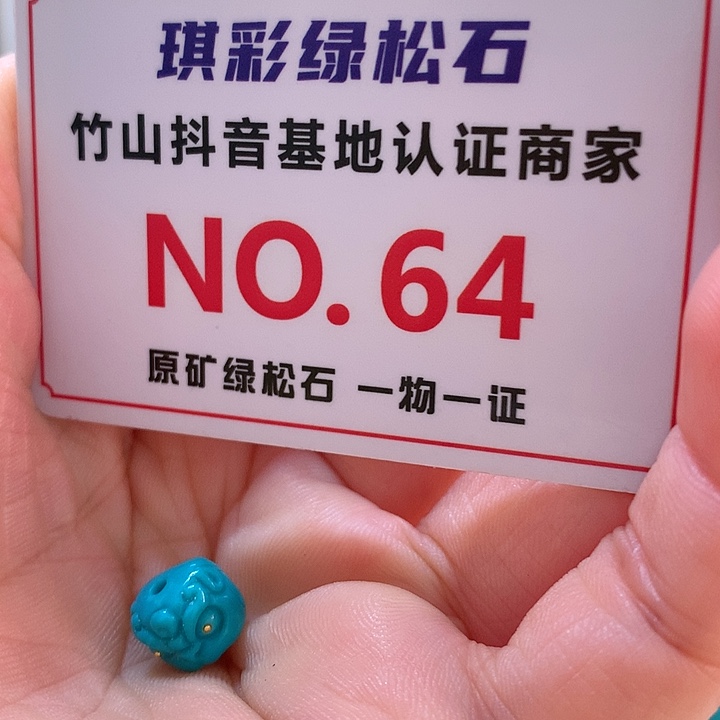 琪彩绿松石
竹山抖音基地认证商家
NO. 64
原矿绿松石 一物一证